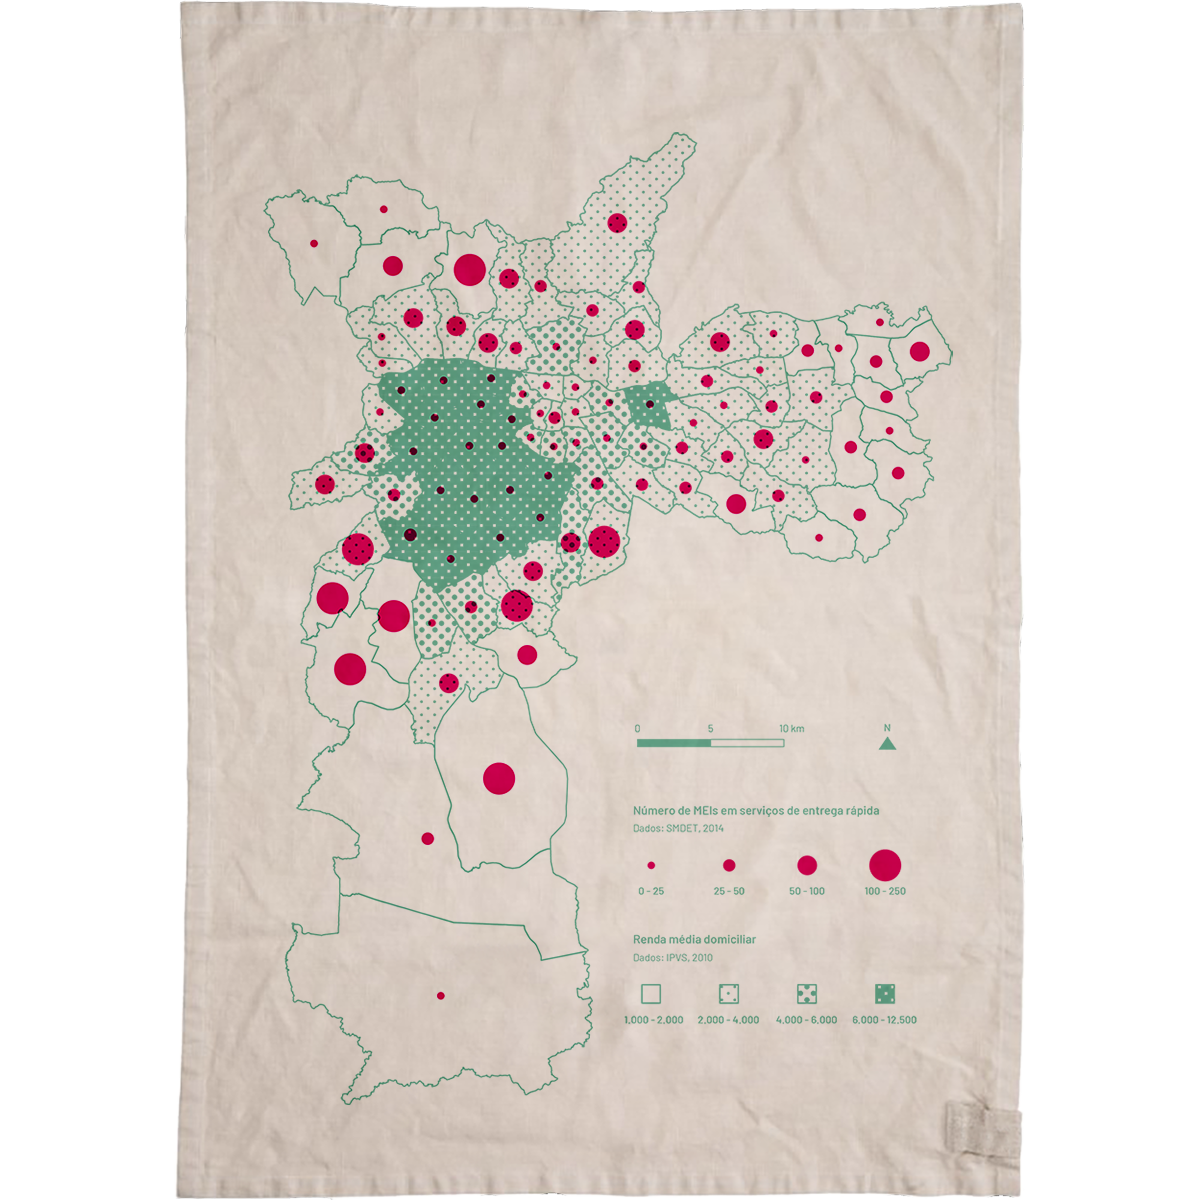 0 5 10 km N
Número de MEIs em serviços de entrega rápida
Dados: SMDET, 2014
0 - 25 25 - 50 50 - 100 100 - 250
Renda média domiciliar
Dados: IPVS, 2010
1.000 - 2.000 2.000 - 4.000 4.000 - 6.000 6.000 - 12.500